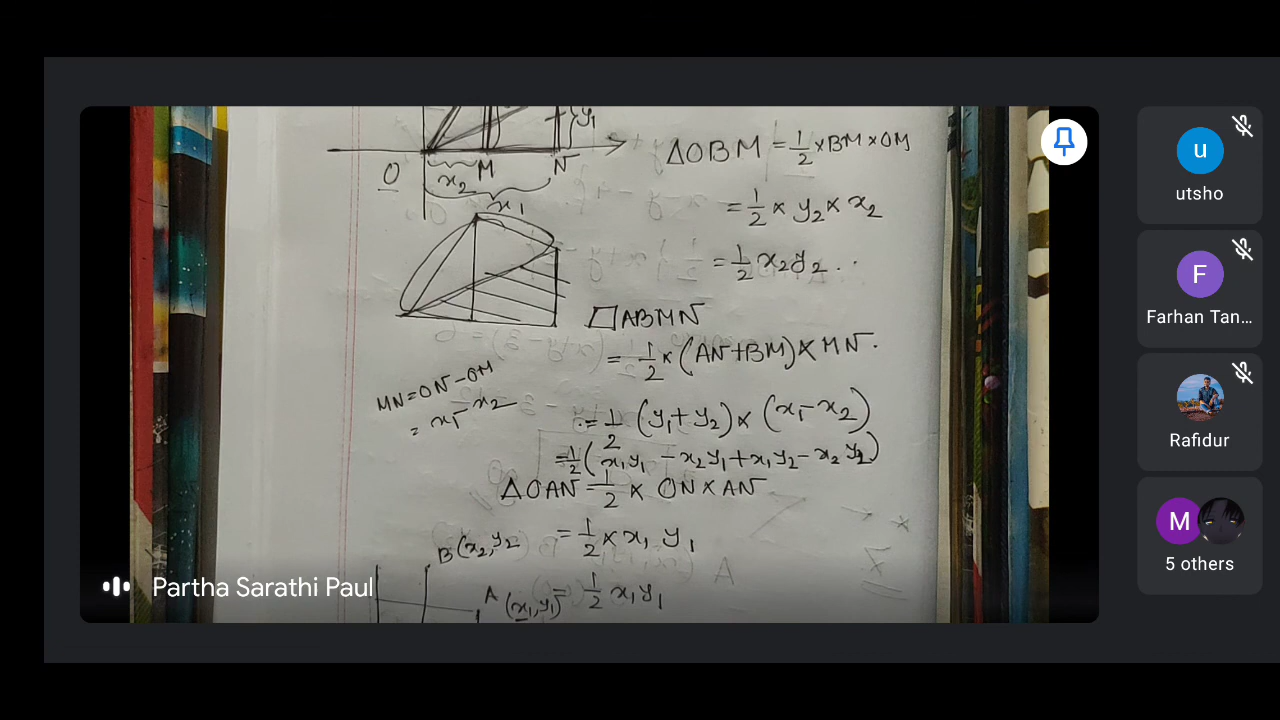 y₁
O
M
N
x₂
x₁
ΔOBM = 1/2 × BM × OM
= 1/2 × y₂ × x₂
= 1/2 x₂y₂ . .
▱ABMN
= 1/2 × (AN+BM) × MN.
MN = ON - OM
= x₁ - x₂
∴ = 1/2 (y₁ + y₂) × (x₁ - x₂)
= 1/2 (x₁y₁ - x₂y₁ + x₁y₂ - x₂y₂)
ΔOAN = 1/2 × ON × AN
= 1/2 × x₁ y₁
B (x₂, y₂
A (x₁, y₁)
= 1/2 x₁y₁
Partha Sarathi Paul
u
utsho
F
Farhan Tan...
Rafidur
M
5 others